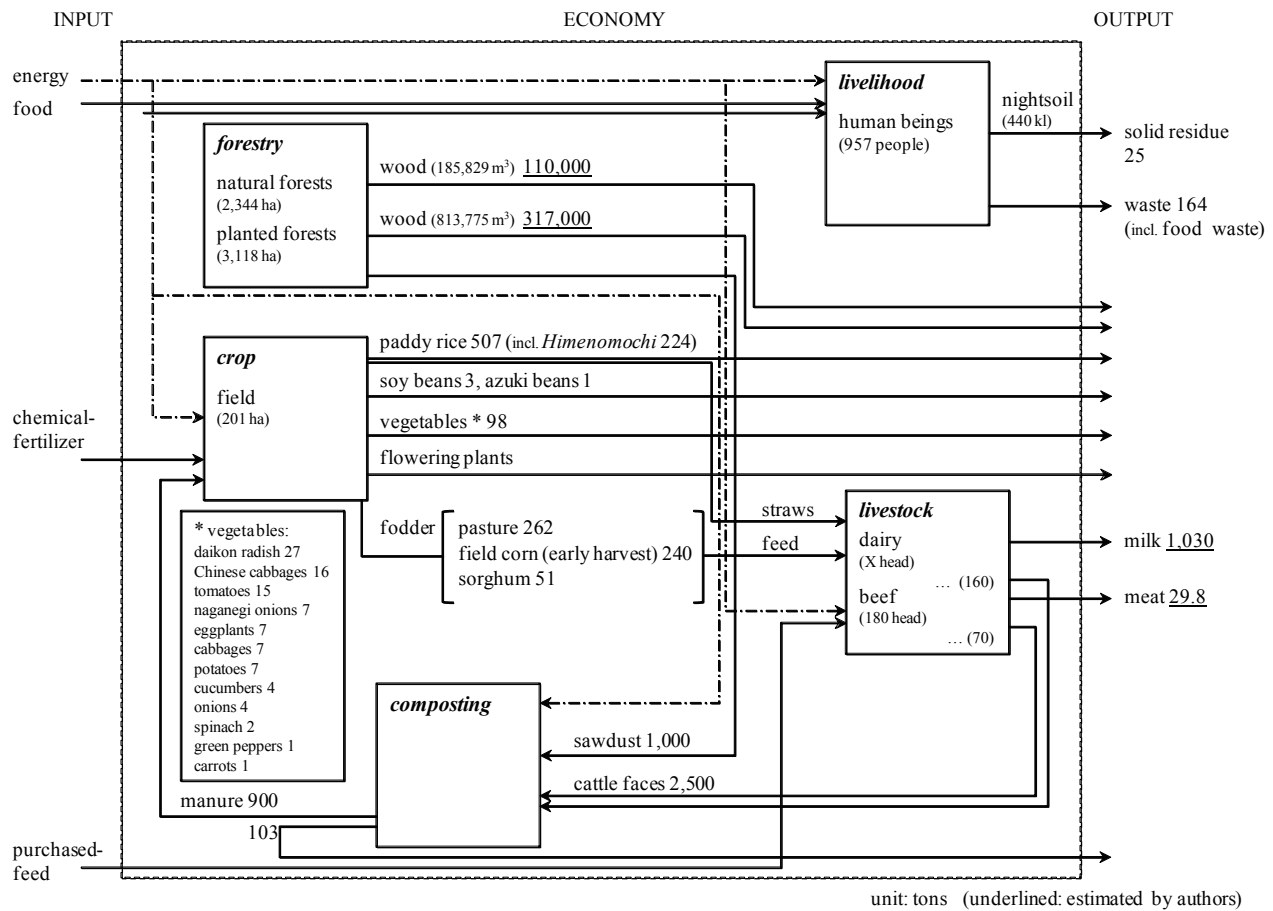 INPUT
ECONOMY
OUTPUT
energy
food
livelihood
human beings
(957 people)
nightsoil
(440 kl)
solid residue
25
waste 164
(incl. food waste)
forestry
natural forests
(2,344 ha)
planted forests
(3,118 ha)
wood (185,829 m³) 110,000
wood (813,775 m³) 317,000
crop
field
(201 ha)
paddy rice 507 (incl. Himenomochi 224)
soy beans 3, azuki beans 1
vegetables * 98
flowering plants
chemical-
fertilizer
* vegetables:
daikon radish 27
Chinese cabbages 16
tomatoes 15
naganegi onions 7
eggplants 7
cabbages 7
potatoes 7
cucumbers 4
onions 4
spinach 2
green peppers 1
carrots 1
fodder
pasture 262
field corn (early harvest) 240
sorghum 51
straws
feed
livestock
dairy
(X head)
... (160)
beef
(180 head)
... (70)
milk 1,030
meat 29.8
composting
sawdust 1,000
cattle faces 2,500
manure 900
103
purchased-
feed
unit: tons (underlined: estimated by authors)